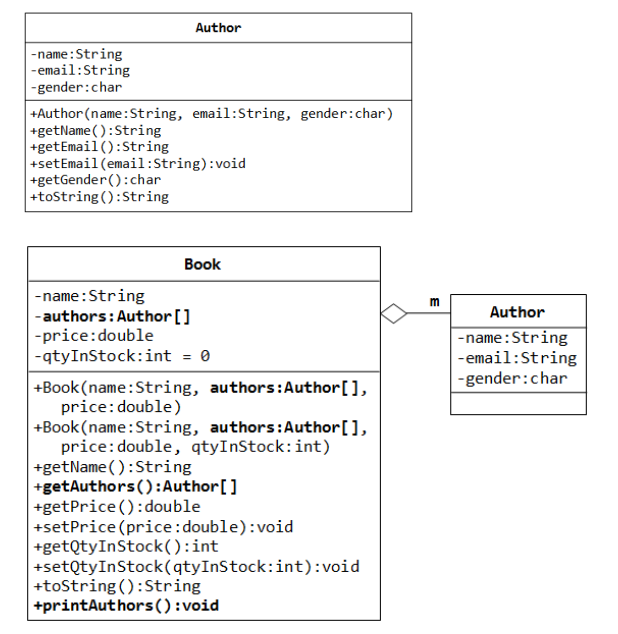 Author
-name:String
-email:String
-gender:char
+Author(name:String, email:String, gender:char)
+getName():String
+getEmail():String
+setEmail(email:String):void
+getGender():char
+toString():String
Book
-name:String
-authors:Author[]
-price:double
-qtyInStock:int = 0
+Book(name:String, authors:Author[],
price:double)
+Book(name:String, authors:Author[],
price:double, qtyInStock:int)
+getName():String
+getAuthors():Author[]
+getPrice():double
+setPrice(price:double):void
+getQtyInStock():int
+setQtyInStock(qtyInStock:int):void
+toString():String
+printAuthors():void
m
Author
-name:String
-email:String
-gender:char